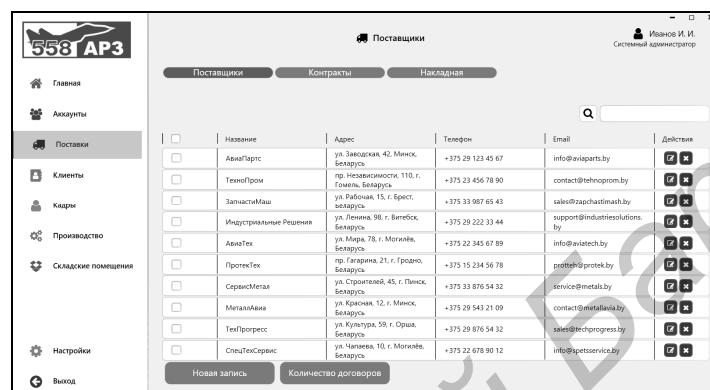 558 АРЗ
Поставщики
Иванов И. И.
Системный администратор
Главная
Аккаунты
Поставки
Клиенты
Кадры
Производство
Складские помещения
Настройки
Выход
Поставщики Контракты Накладная
Название Адрес Телефон Email Действия
АвиаПартс ул. Заводская, 42, Минск, Беларусь +375 29 123 45 67 info@aviaparts.by
ТехноПром пр. Независимости, 110, г. Гомель, Беларусь +375 23 456 78 90 contact@tehnoprom.by
ЗапчастиМаш ул. Рабочая, 15, г. Брест, Беларусь +375 33 987 65 43 sales@zapchastimash.by
Индустриальные Решения ул. Ленина, 98, г. Витебск, Беларусь +375 29 222 33 44 support@industriesolutions.by
АвиаТех ул. Мира, 78, г. Могилёв, Беларусь +375 22 345 67 89 info@aviatech.by
ПротекТех пр. Гагарина, 21, г. Гродно, Беларусь +375 15 234 56 78 protteh@protek.by
СервисМетал ул. Строителей, 45, г. Пинск, Беларусь +375 33 876 54 32 service@metals.by
МеталлАвиа ул. Красная, 12, г. Минск, Беларусь +375 29 543 21 09 contact@metallavia.by
ТехПрогресс ул. Культура, 59, г. Орша, Беларусь +375 29 876 54 32 sales@techprogress.by
СпецТехСервис ул. Чапаева, 10, г. Могилёв, Беларусь +375 22 678 90 12 info@spetsservice.by
Новая запись Количество договоров